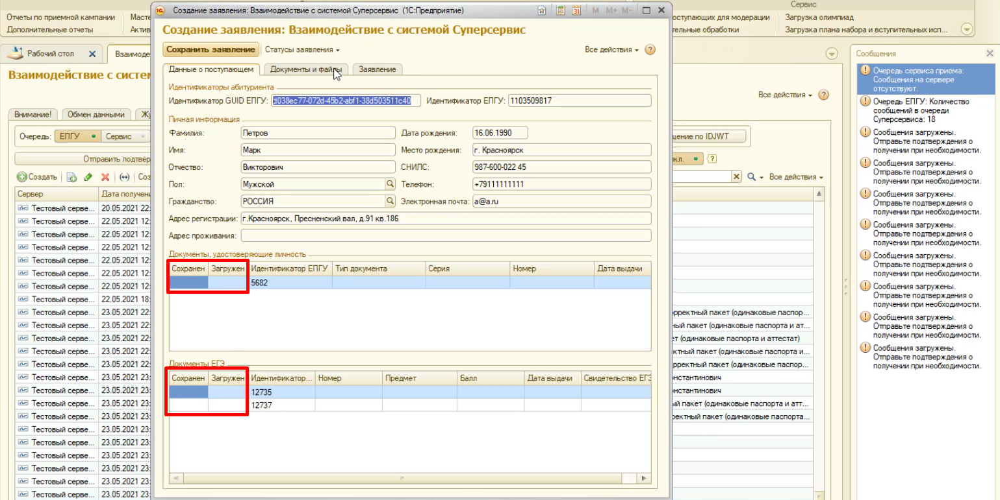 Сервис
Отчеты по приемной кампании
Дополнительные отчеты
оступающих для модерации
тельные обработки
Загрузка олимпиад
Загрузка плана набора и вступительных исп...
Рабочий стол
Взаимоде
Взаимодействие с систем
Внимание!
Обмен данными
Очередь: ЕПГУ Сервис
Отправить подтвер
Создать
Сервер
Дата получени
Тестовый серве... 20.05.2021 22:
Тестовый серве... 22.05.2021 12:
Тестовый серве... 22.05.2021 12:
Тестовый серве... 22.05.2021 12:
Тестовый серве... 22.05.2021 12:
Тестовый серве... 22.05.2021 12:
Тестовый серве... 22.05.2021 12:
Тестовый серве... 22.05.2021 18:
Тестовый серве... 23.05.2021 22:
Тестовый серве... 23.05.2021 22:
Тестовый серве... 23.05.2021 22:
Тестовый серве... 23.05.2021 22:
Тестовый серве... 23.05.2021 22:
Тестовый серве... 23.05.2021 23:
Тестовый серве... 23.05.2021 23:
Тестовый серве... 23.05.2021 23:
Тестовый серве... 23.05.2021 23:
Тестовый серве... 23.05.2021 23:
Тестовый серве... 23.05.2021 23:
Тестовый серве... 23.05.2021 23:
Тестовый серве... 23.05.2021 23:
Тестовый серве... 23.05.2021 23:
Тестовый серве... 23.05.2021 23:
Создание заявления: Взаимодействие с системой Суперсервис (1С:Предприятие)
M M+ M-
Создание заявления: Взаимодействие с системой Суперсервис
Сохранить заявление
Статусы заявления
Все действия
Данные о поступающем
Документы и файлы
Заявление
Идентификаторы абитуриента
Идентификатор GUID ЕПГУ: d038ec77-072d-45b2-abf1-38d503511c40 Идентификатор ЕПГУ: 1103509817
Личная информация
Фамилия: Петров Дата рождения: 16.06.1990
Имя: Марк Место рождения: г. Красноярск
Отчество: Викторович СНИЛС: 987-600-022 45
Пол: Мужской Телефон: +79111111111
Гражданство: РОССИЯ Электронная почта: a@a.ru
Адрес регистрации: г.Красноярск, Пресненский вал, д.91 кв.186
Адрес проживания:
Документы, удостоверяющие личность
Сохранен Загружен Идентификатор ЕПГУ Тип документа Серия Номер Дата выдачи
5682
Документы ЕГЭ
Сохранен Загружен Идентификатор... Номер Предмет Балл Дата выдачи Свидетельство ЕГЭ
12735
12737
Все действия
щение по IDJWT
кл.
Все действия
рректный пакет (одинаковые паспор...
ный пакет (одинаковые паспорта и ат...
ет (одинаковые паспорта и аттестат)
ектный пакет (одинаковые паспорта и...
рректный пакет (одинаковые паспор...
онстантинович
онстантинович
ый пакет (одинаковые паспорта и атт...
ректный пакет (одинаковые паспорта...
Сообщения
Очередь сервиса приема:
Сообщения на сервере
отсутствуют.
Очередь ЕПГУ: Количество
сообщений в очереди
Суперсервиса: 18
Сообщения загружены.
Отправьте подтверждения о
получении при необходимости.
Сообщения загружены.
Отправьте подтверждения о
получении при необходимости.
Сообщения загружены.
Отправьте подтверждения о
получении при необходимости.
Сообщения загружены.
Отправьте подтверждения о
получении при необходимости.
Сообщения загружены.
Отправьте подтверждения о
получении при необходимости.
Сообщения загружены.
Отправьте подтверждения о
получении при необходимости.
Сообщения загружены.
Отправьте подтверждения о
получении при необходимости.
Сообщения загружены.
Отправьте подтверждения о
получении при необходимости.